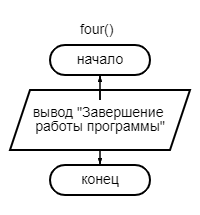 four()
начало
вывод "Завершение
работы программы"
конец